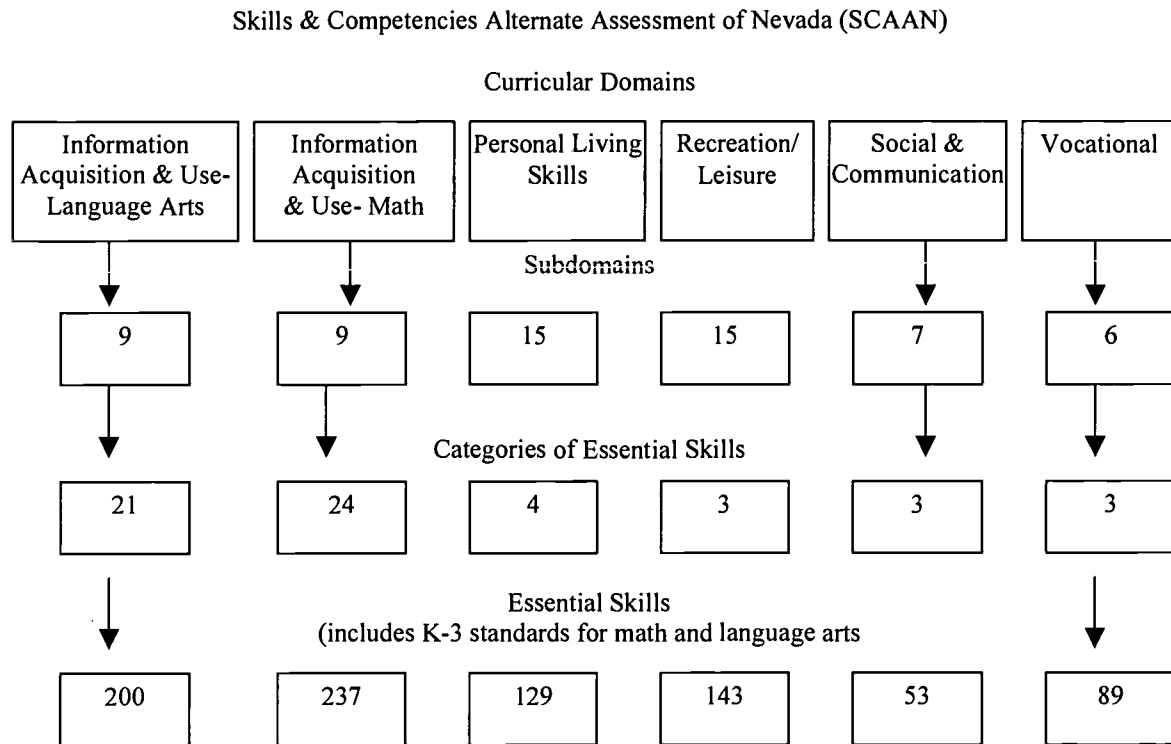 Skills & Competencies Alternate Assessment of Nevada (SCAAN)
Curricular Domains
Information
Acquisition & Use-
Language Arts
Information
Acquisition
& Use- Math
Personal Living
Skills
Recreation/
Leisure
Social &
Communication
Vocational
Subdomains
9
9
15
15
7
6
Categories of Essential Skills
21
24
4
3
3
3
Essential Skills
(includes K-3 standards for math and language arts
200
237
129
143
53
89